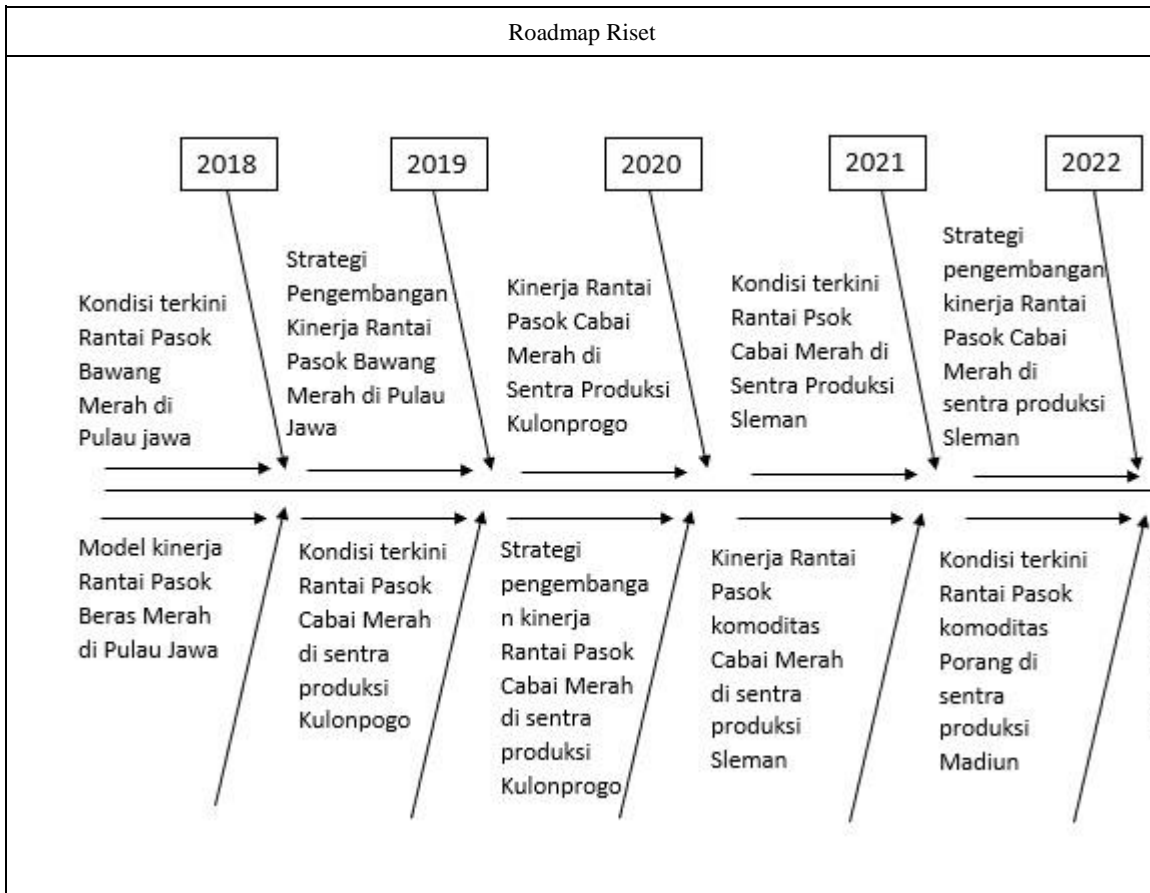 Roadmap Riset
2018
2019
2020
2021
2022
Kondisi terkini
Rantai Pasok
Bawang
Merah di
Pulau jawa
Strategi
Pengembangan
Kinerja Rantai
Pasok Bawang
Merah di Pulau
Jawa
Kinerja Rantai
Pasok Cabai
Merah di
Sentra Produksi
Kulonprogo
Kondisi terkini
Rantai Psok
Cabai Merah di
Sentra Produksi
Sleman
Strategi
pengembangan
kinerja Rantai
Pasok Cabai
Merah di
sentra produksi
Sleman
Model kinerja
Rantai Pasok
Beras Merah
di Pulau Jawa
Kondisi terkini
Rantai Pasok
Cabai Merah
di sentra
produksi
Kulonpogo
Strategi
pengembanga
n kinerja
Rantai Pasok
Cabai Merah
di sentra
produksi
Kulonprogo
Kinerja Rantai
Pasok
komoditas
Cabai Merah
di sentra
produksi
Sleman
Kondisi terkini
Rantai Pasok
komoditas
Porang di
sentra
produksi
Madiun